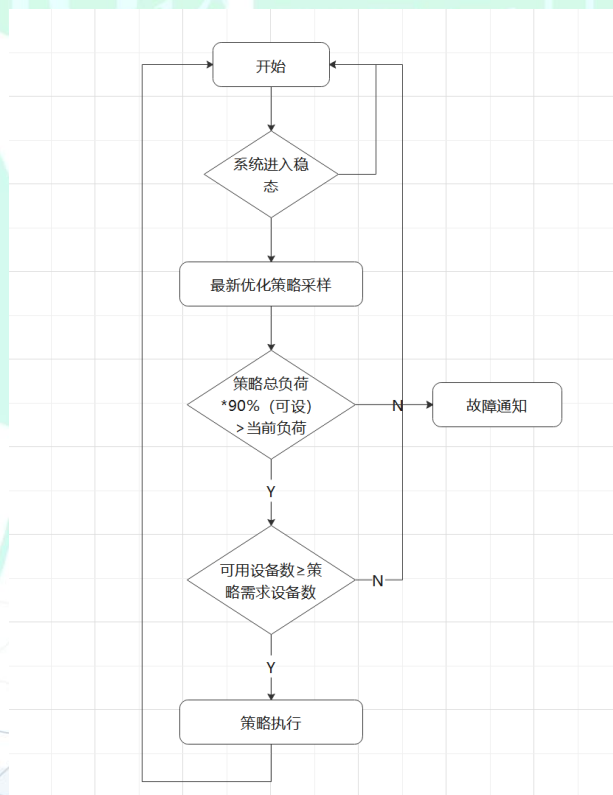 开始
系统进入稳
态
最新优化策略采样
策略总负荷
*90%（可设）
>当前负荷
N
故障通知
Y
可用设备数≥策
略需求设备数
N
Y
策略执行